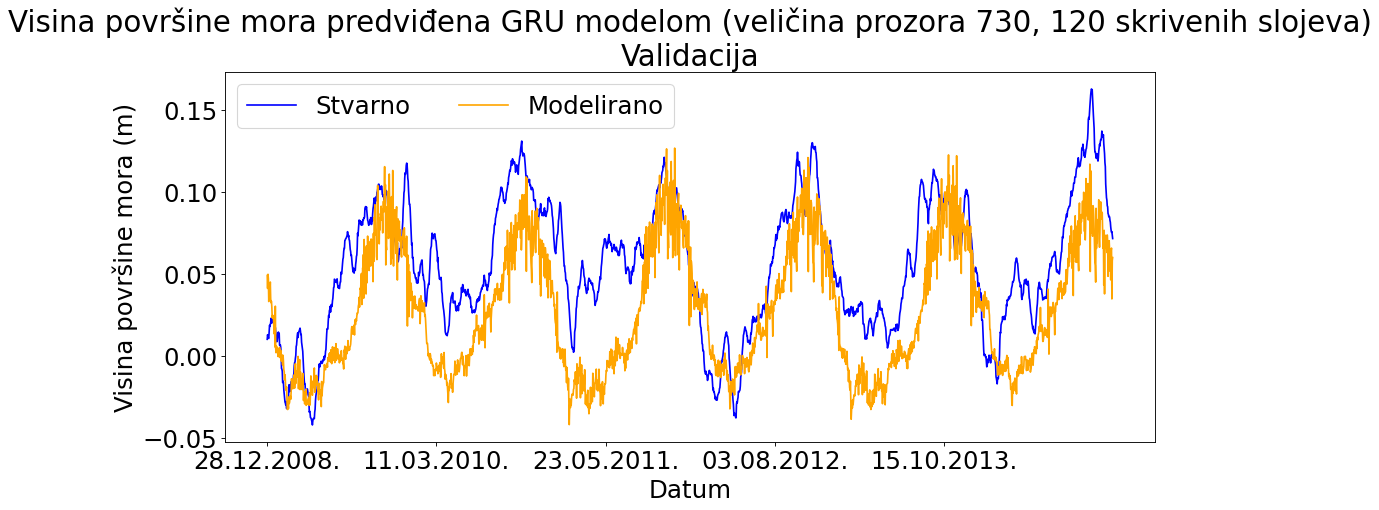 Visina površine mora predviđena GRU modelom (veličina prozora 730, 120 skrivenih slojeva)
Validacija
Stvarno
Modelirano
Visina površine mora (m)
0.15
0.10
0.05
0.00
−0.05
28.12.2008.
11.03.2010.
23.05.2011.
03.08.2012.
15.10.2013.
Datum